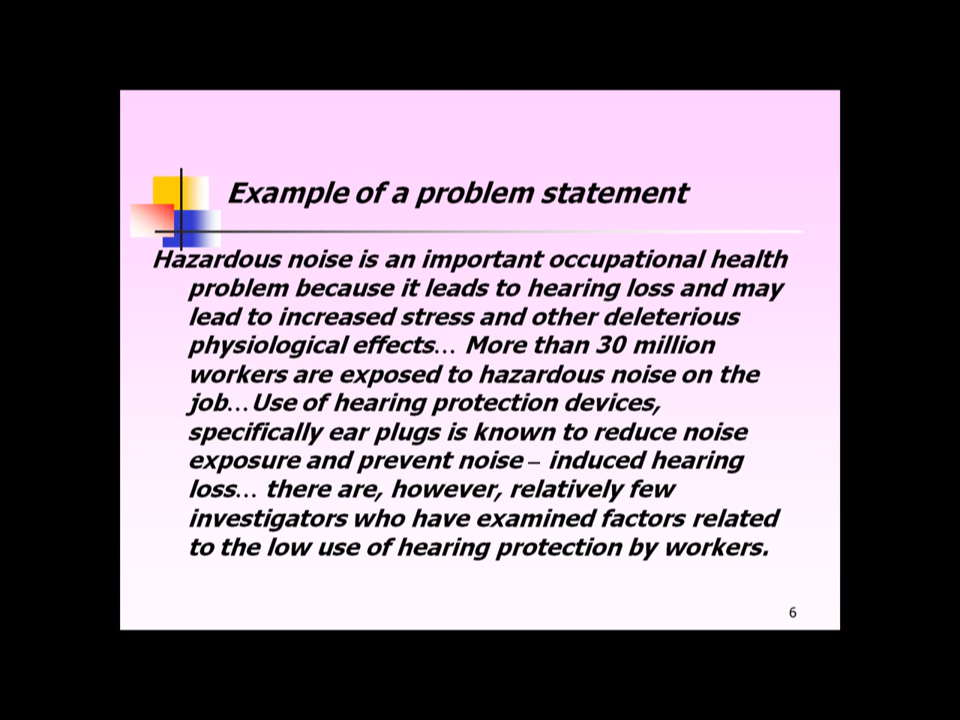 Example of a problem statement
Hazardous noise is an important occupational health
problem because it leads to hearing loss and may
lead to increased stress and other deleterious
physiological effects… More than 30 million
workers are exposed to hazardous noise on the
job…Use of hearing protection devices,
specifically ear plugs is known to reduce noise
exposure and prevent noise – induced hearing
loss… there are, however, relatively few
investigators who have examined factors related
to the low use of hearing protection by workers.
6